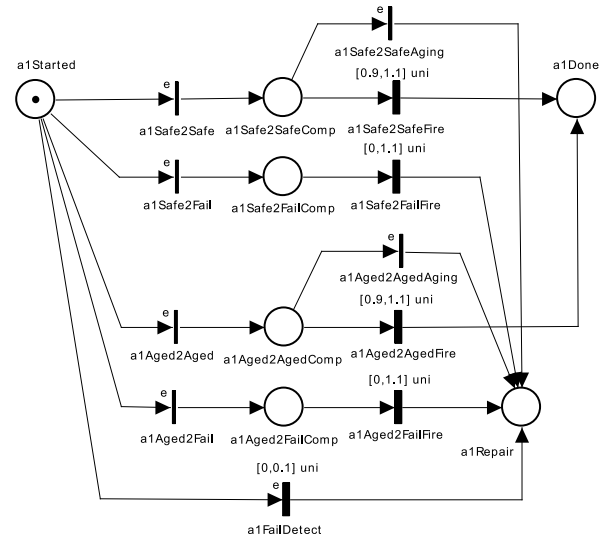 e
a1Safe2SafeAging
a1Started
[0.9,1.1] uni
a1Done
e
a1Safe2Safe
a1Safe2SafeComp
a1Safe2SafeFire
[0,1.1] uni
e
a1Safe2Fail
a1Safe2FailComp
a1Safe2FailFire
e
a1Aged2AgedAging
[0.9,1.1] uni
e
a1Aged2Aged
a1Aged2AgedComp
a1Aged2AgedFire
[0,1.1] uni
e
a1Aged2Fail
a1Aged2FailComp
a1Aged2FailFire
a1Repair
[0,0.1] uni
e
a1FailDetect